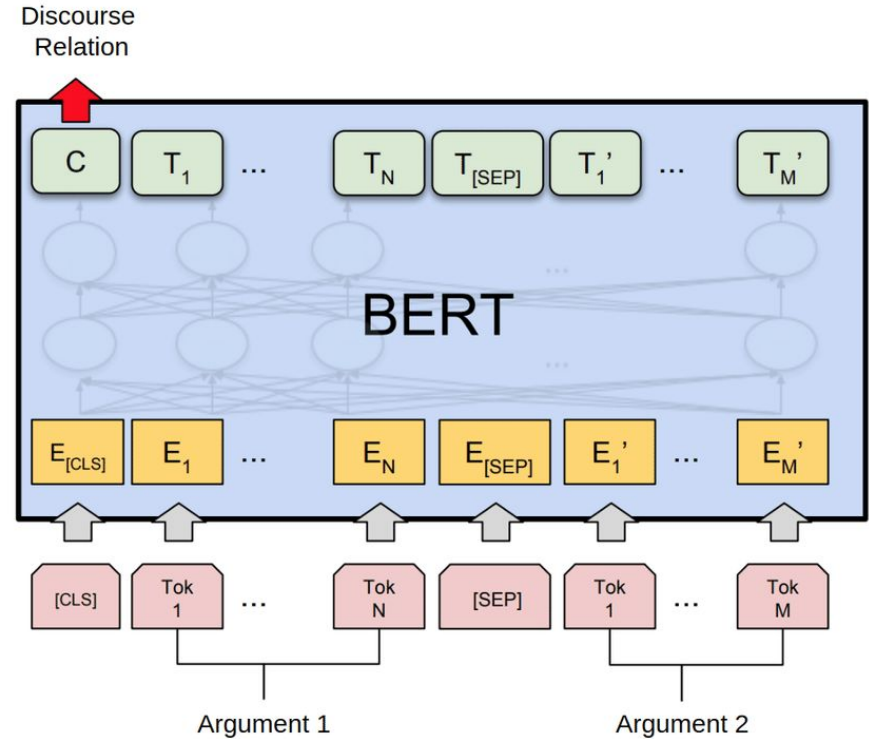 Discourse
Relation
C T1 ... TN T[SEP] T1’ ... TM’
...
BERT
...
E[CLS] E1 ... EN E[SEP] E1’ ... EM’
[CLS] Tok 1 ... Tok N [SEP] Tok 1 ... Tok M
Argument 1 Argument 2